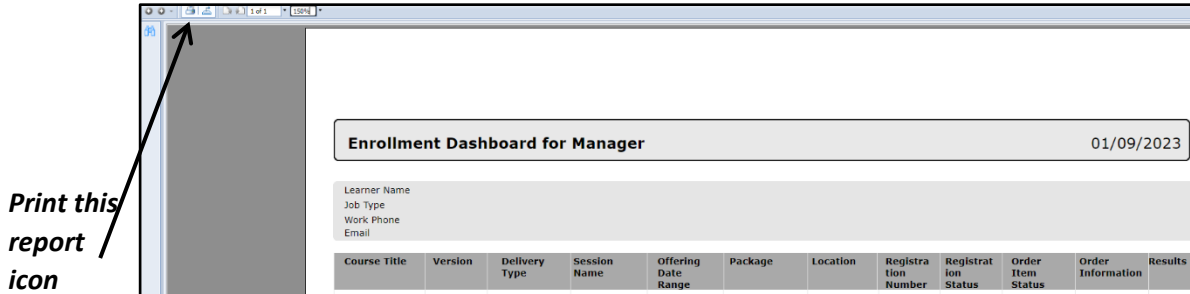 1 of 1
150%
Enrollment Dashboard for Manager 01/09/2023
Learner Name
Job Type
Work Phone
Email
Print this
report
icon
Course Title Version Delivery Type Session Name Offering Date Range Package Location Registra tion Number Registrat ion Status Order Item Status Order Information Results